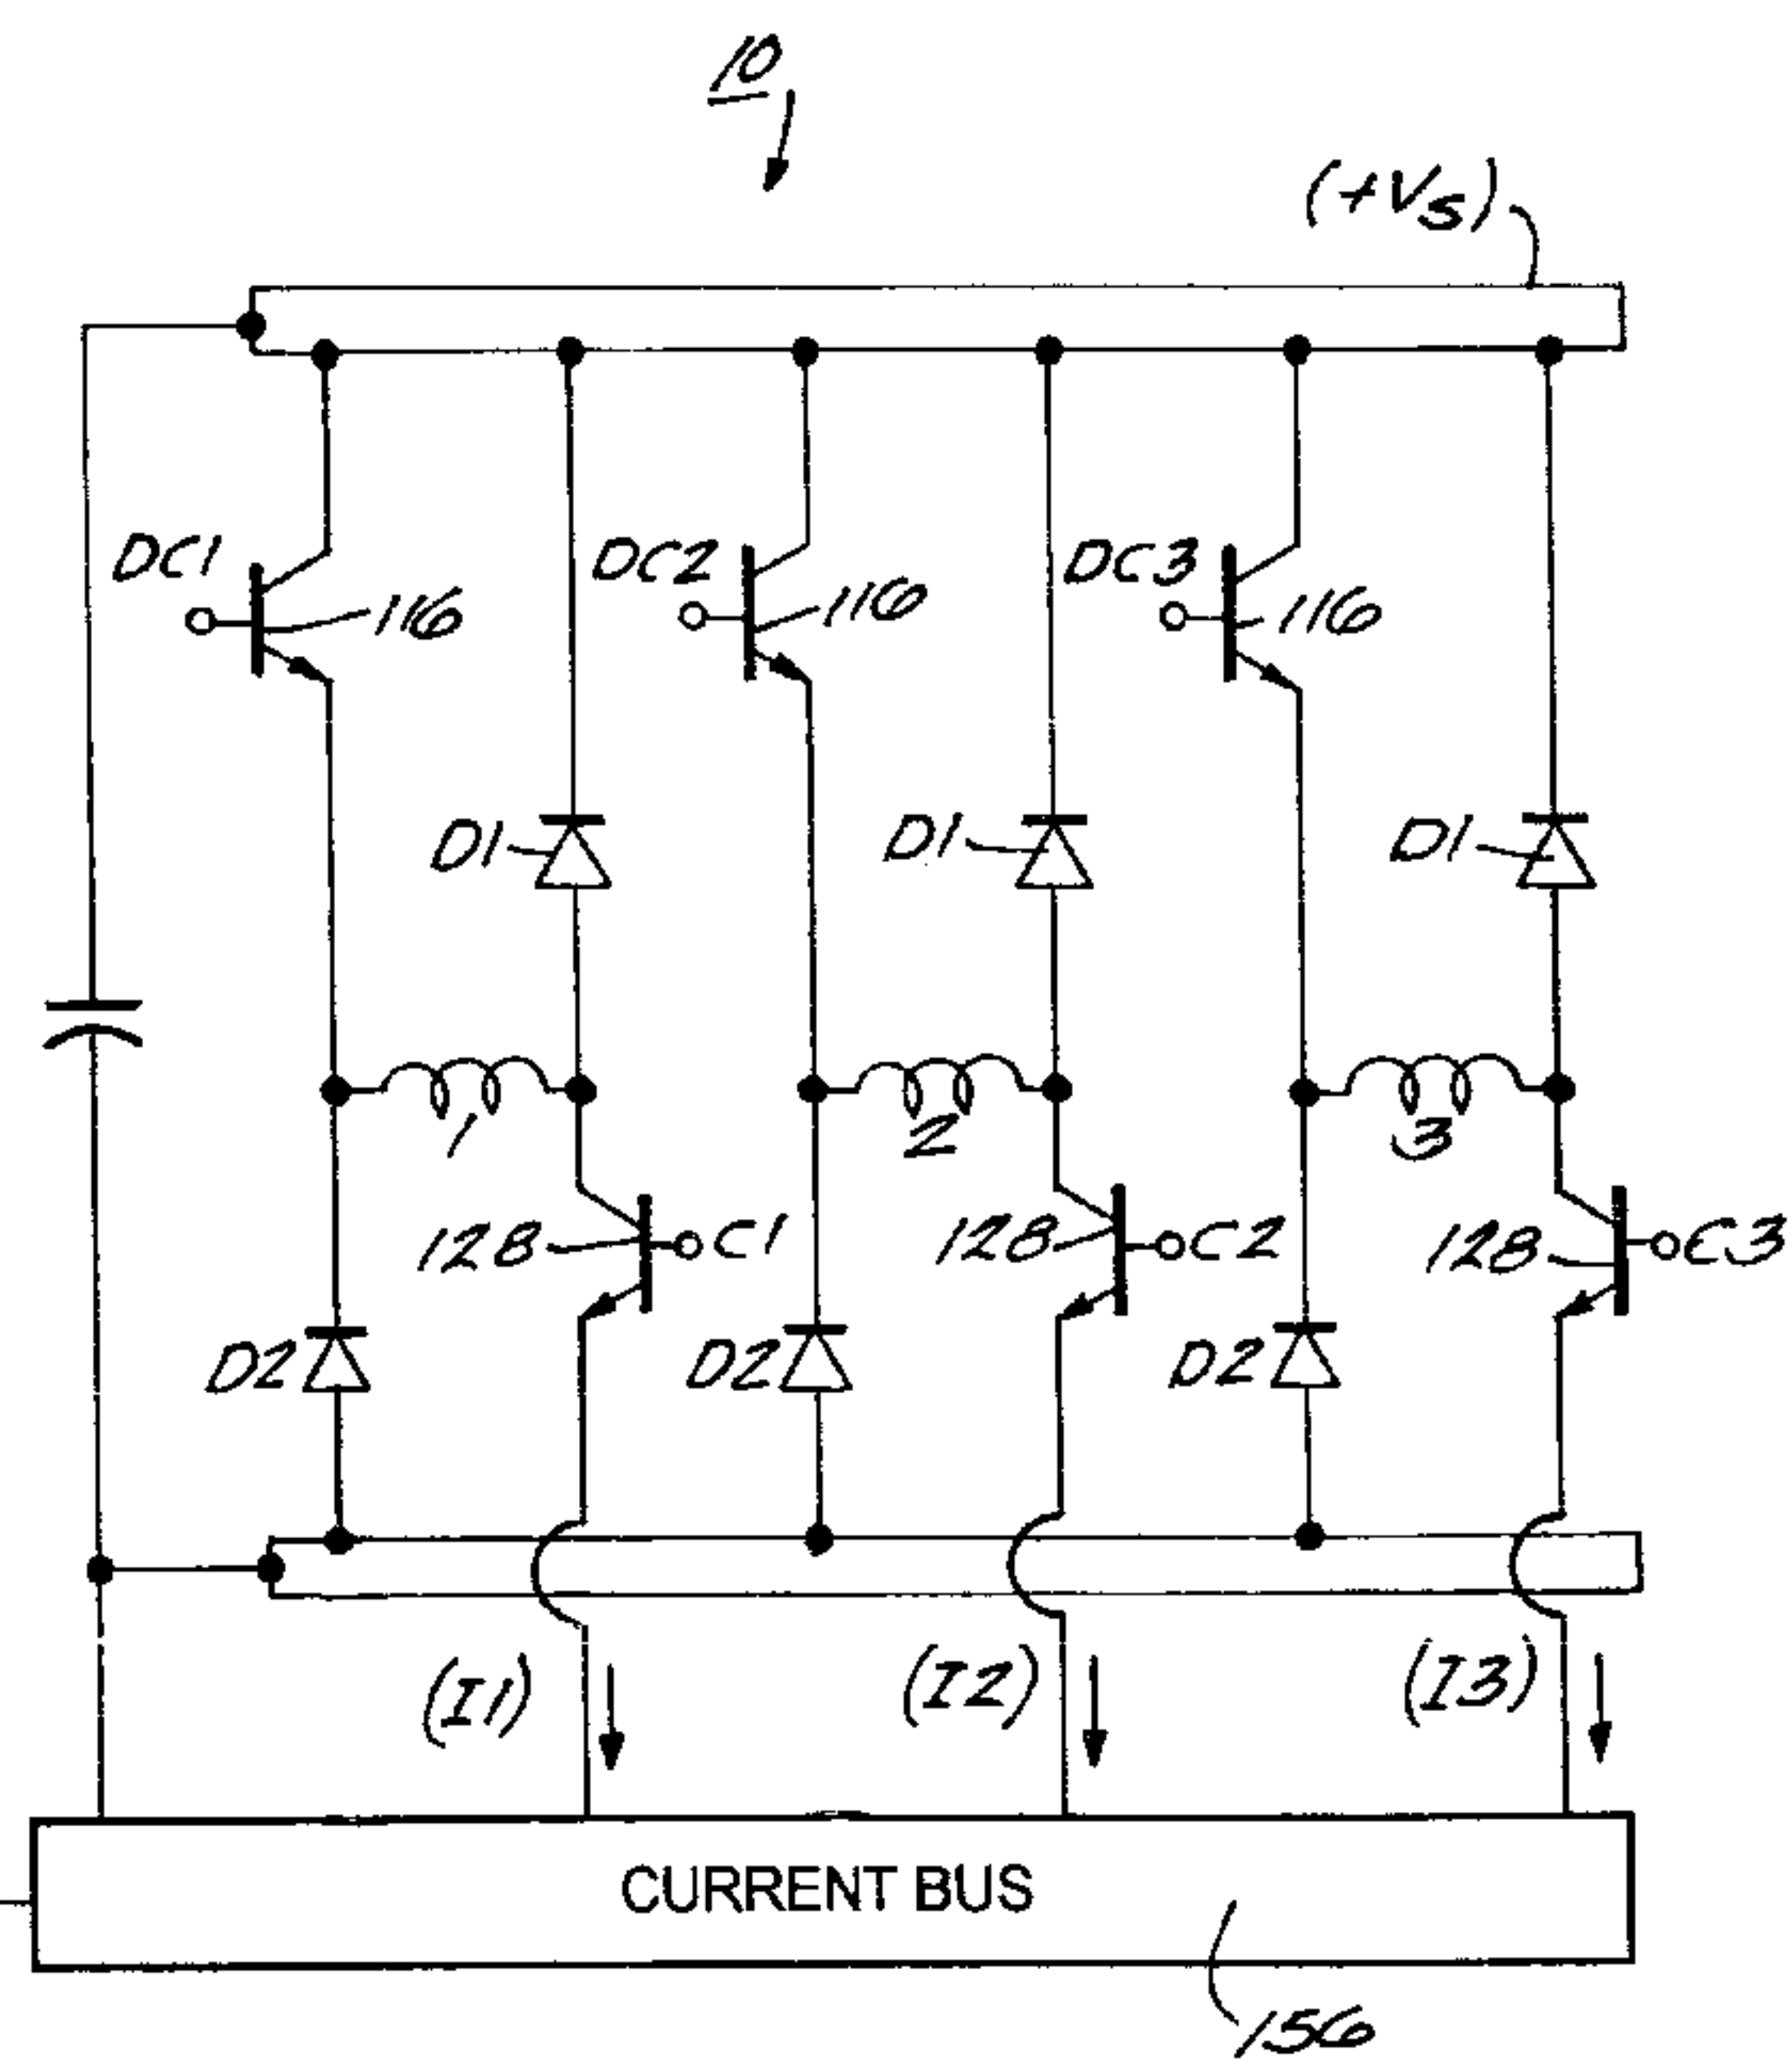 10
(+Vs)
DC1 116 DC2 116 DC3 116
D1 D1 D1
1 2 3
128 C1 128 C2 128 C3
D2 D2 D2
(I1) (I2) (I3)
CURRENT BUS
156